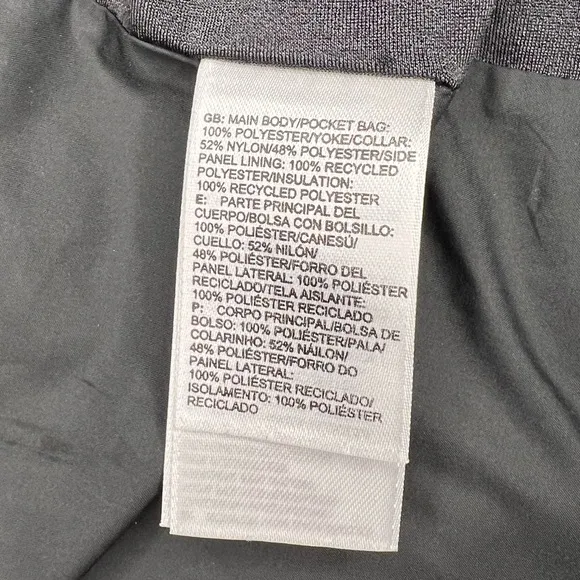 GB: MAIN BODY/POCKET BAG:
100% POLYESTER/YOKE/COLLAR:
52% NYLON/48% POLYESTER/SIDE
PANEL LINING: 100% RECYCLED
POLYESTER/INSULATION:
100% RECYCLED POLYESTER
E: PARTE PRINCIPAL DEL
CUERPO/BOLSA CON BOLSILLO:
100% POLIÉSTER/CANESÚ/
CUELLO: 52% NILÓN/
48% POLIÉSTER/FORRO DEL
PANEL LATERAL: 100% POLIÉSTER
RECICLADO/TELA AISLANTE:
100% POLIÉSTER RECICLADO
P: CORPO PRINCIPAL/BOLSA DE
BOLSO: 100% POLIÉSTER/PALA/
COLARINHO: 52% NÁILON/
48% POLIÉSTER/FORRO DO
PAINEL LATERAL:
100% POLIÉSTER RECICLADO/
ISOLAMENTO: 100% POLIÉSTER
RECICLADO